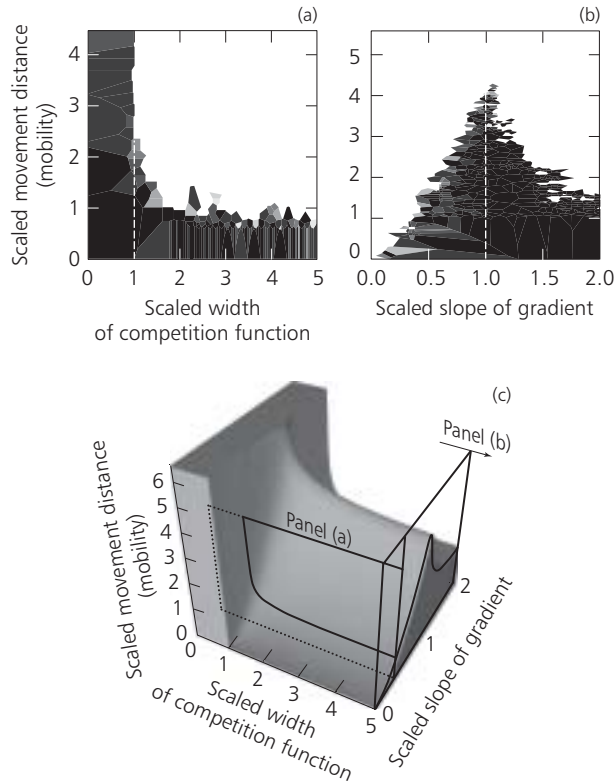 (a)
4
3
2
1
0
Scaled movement distance
(mobility)
0 1 2 3 4 5
Scaled width
of competition function
(b)
5
4
3
2
1
0
0.0 0.5 1.0 1.5 2.0
Scaled slope of gradient
(c)
Panel (b)
Panel (a)
6
5
4
3
2
1
0
Scaled movement distance
(mobility)
0 1 2 3 4 5
Scaled width
of competition function
0 1 2
Scaled slope of gradient